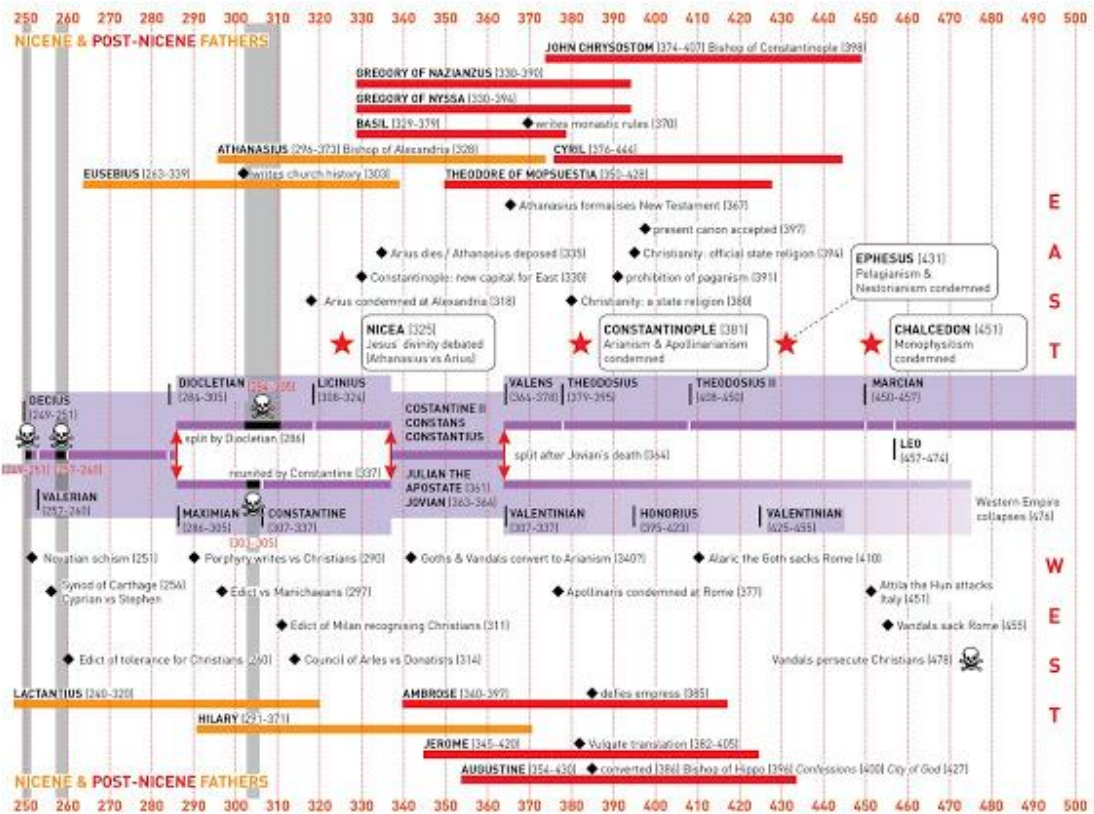 250 260 270 280 290 300 310 320 330 340 350 360 370 380 390 400 410 420 430 440 450 460 470 480 490 500
NICENE & POST-NICENE FATHERS
JOHN CHRYSOSTOM (374-407) Bishop of Constantinople (398)
GREGORY OF NAZIANZUS (330-390)
GREGORY OF NYSSA (330-394)
BASIL (329-379)
writes monastic rules (370)
ATHANASIUS (296-373) Bishop of Alexandria (328)
CYRIL (376-444)
EUSEBIUS (263-339)
writes church history (303)
THEODORE OF MOPSUESTIA (350-428)
Athanasius formalises New Testament (367)
present canon accepted (397)
Arius dies / Athanasius deposed (335)
Christianity: official state religion (394)
Constantinople: new capital for East (330)
prohibition of paganism (391)
Arius condemned at Alexandria (318)
Christianity: a state religion (380)
EPHESUS (431)
Pelagianism &
Nestorianism condemned
NICEA (325)
Jesus' divinity debated
(Athanasius vs Arius)
CONSTANTINOPLE (381)
Arianism & Apollinarianism
condemned
CHALCEDON (451)
Monophysitism
condemned
E
A
S
T
DECIUS
(249-251)
DIOCLETIAN
(284-305)
(284-305)
LICINIUS
(308-324)
COSTANTINE II
CONSTANS
CONSTANTIUS
VALENS
(364-378)
THEODOSIUS
(379-395)
THEODOSIUS II
(408-450)
MARCIAN
(450-457)
split by Diocletian (286)
split after Jovian's death (364)
LEO
(457-474)
(249-251)
(257-260)
reunited by Constantine (337)
JULIAN THE
APOSTATE (361)
JOVIAN (363-364)
VALERIAN
(257-260)
MAXIMIAN
(286-305)
CONSTANTINE
(307-337)
(303-305)
VALENTINIAN
(307-337)
HONORIUS
(395-423)
VALENTINIAN
(425-455)
Western Empire
collapses (476)
Novatian schism (251)
Porphyry writes vs Christians (290)
Goths & Vandals convert to Arianism (340?)
Alaric the Goth sacks Rome (410)
Synod of Carthage (256)
Cyprian vs Stephen
Edict vs Manichaeans (297)
Apollinaris condemned at Rome (377)
Attila the Hun attacks
Italy (451)
Edict of Milan recognising Christians (311)
Vandals sack Rome (455)
Edict of tolerance for Christians (260)
Council of Arles vs Donatists (314)
Vandals persecute Christians (478)
W
E
S
T
LACTANTIUS (240-320)
AMBROSE (340-397)
defies empress (385)
HILARY (291-371)
JEROME (345-420)
Vulgate translation (382-405)
AUGUSTINE (354-430)
converted (386) Bishop of Hippo (396) Confessions (400) City of God (427)
NICENE & POST-NICENE FATHERS
250 260 270 280 290 300 310 320 330 340 350 360 370 380 390 400 410 420 430 440 450 460 470 480 490 500